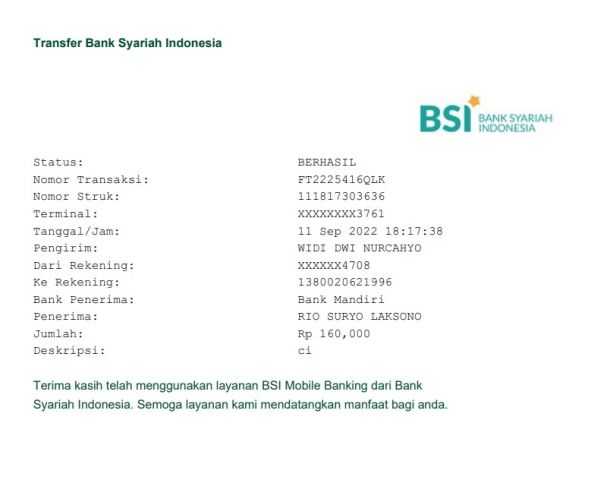 Transfer Bank Syariah Indonesia
BSI BANK SYARIAH
INDONESIA
Status: BERHASIL
Nomor Transaksi: FT2225416QLK
Nomor Struk: 111817303636
Terminal: XXXXXXXX3761
Tanggal/Jam: 11 Sep 2022 18:17:38
Pengirim: WIDI DWI NURCAHYO
Dari Rekening: XXXXXX4708
Ke Rekening: 1380020621996
Bank Penerima: Bank Mandiri
Penerima: RIO SURYO LAKSONO
Jumlah: Rp 160,000
Deskripsi: ci
Terima kasih telah menggunakan layanan BSI Mobile Banking dari Bank
Syariah Indonesia. Semoga layanan kami mendatangkan manfaat bagi anda.